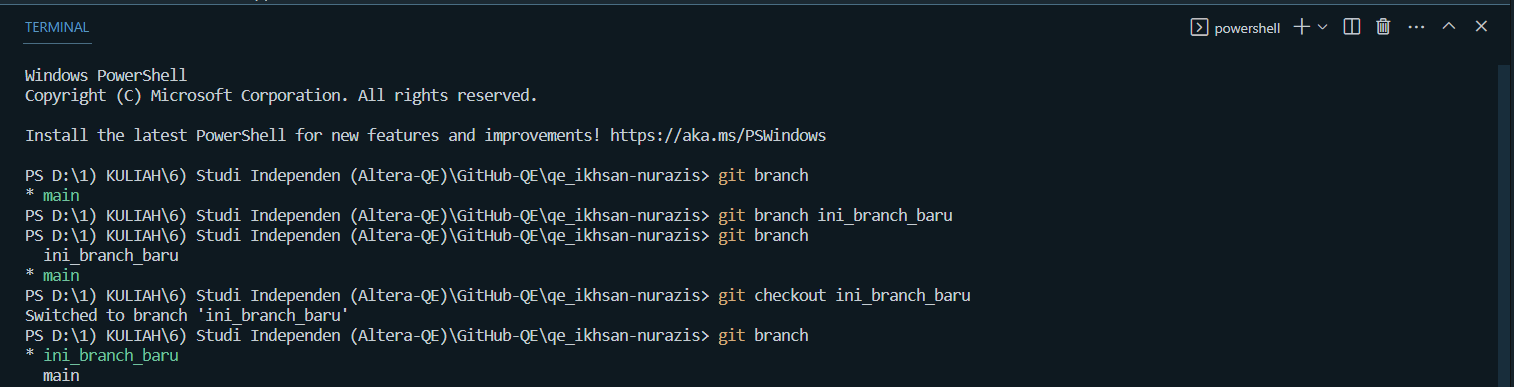 TERMINAL
powershell
Windows PowerShell
Copyright (C) Microsoft Corporation. All rights reserved.
Install the latest PowerShell for new features and improvements! https://aka.ms/PSWindows
PS D:\1) KULIAH\6) Studi Independen (Altera-QE)\GitHub-QE\qe_ikhsan-nurazis> git branch
* main
PS D:\1) KULIAH\6) Studi Independen (Altera-QE)\GitHub-QE\qe_ikhsan-nurazis> git branch ini_branch_baru
PS D:\1) KULIAH\6) Studi Independen (Altera-QE)\GitHub-QE\qe_ikhsan-nurazis> git branch
  ini_branch_baru
* main
PS D:\1) KULIAH\6) Studi Independen (Altera-QE)\GitHub-QE\qe_ikhsan-nurazis> git checkout ini_branch_baru
Switched to branch 'ini_branch_baru'
PS D:\1) KULIAH\6) Studi Independen (Altera-QE)\GitHub-QE\qe_ikhsan-nurazis> git branch
* ini_branch_baru
  main